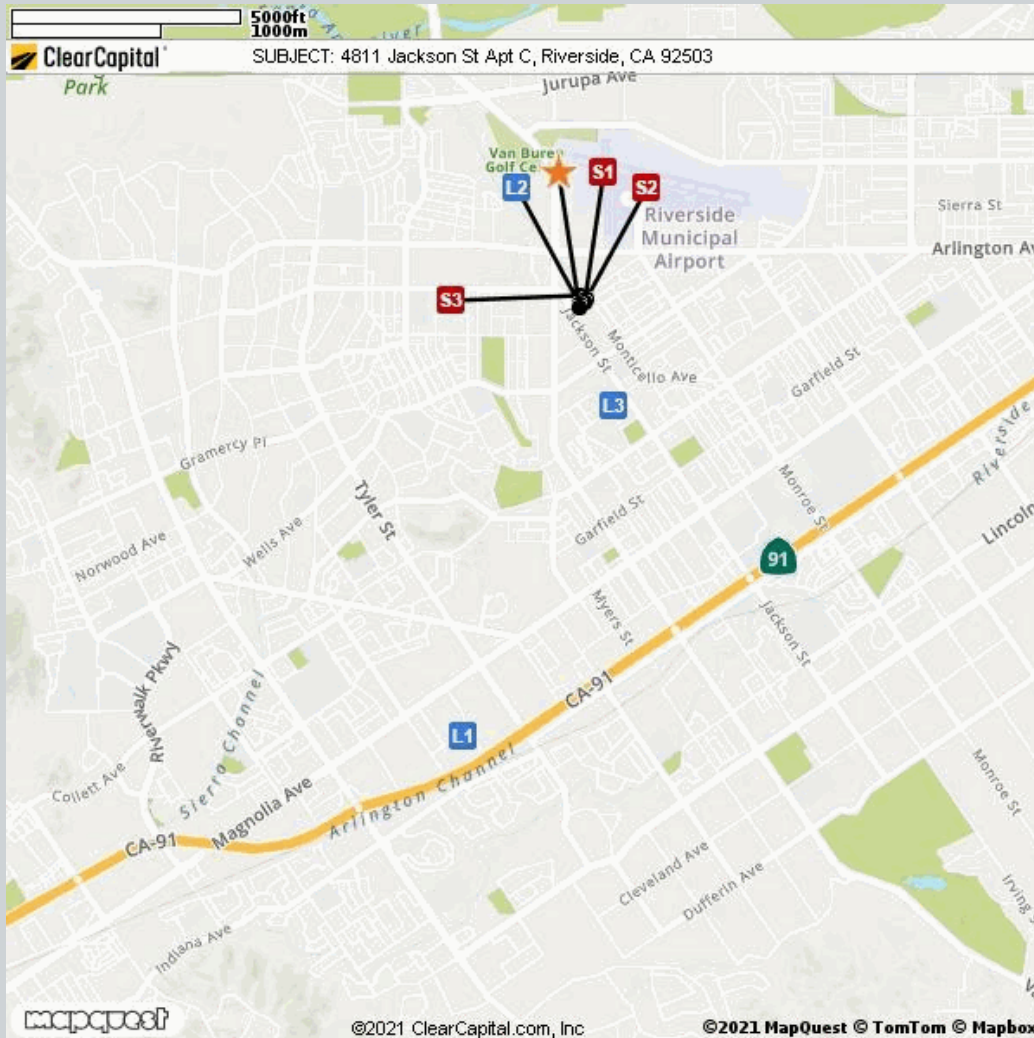 5000ft
1000m
ClearCapital
SUBJECT: 4811 Jackson St Apt C, Riverside, CA 92503
Park
Jurupa Ave
Van Buren
Golf Ce
S1
L2
S2
Riverside
Municipal
Airport
Sierra St
Arlington Av
S3
Jackson St
Monticello Ave
Garfield St
L3
Gramercy Pl
Tyler St
Monroe St
Riverside
Garfield St
Lincoln
Norwood Ave
Wells Ave
91
Myers St
Jackson St
Riverwalk Pkwy
Sierra Channel
CA-91
L1
Arlington Channel
Collett Ave
Magnolia Ave
Monroe St
CA-91
Cleveland Ave
Dufferin Ave
Irving S
Indiana Ave
mapquest
©2021 ClearCapital.com, Inc
©2021 MapQuest © TomTom © Mapbox